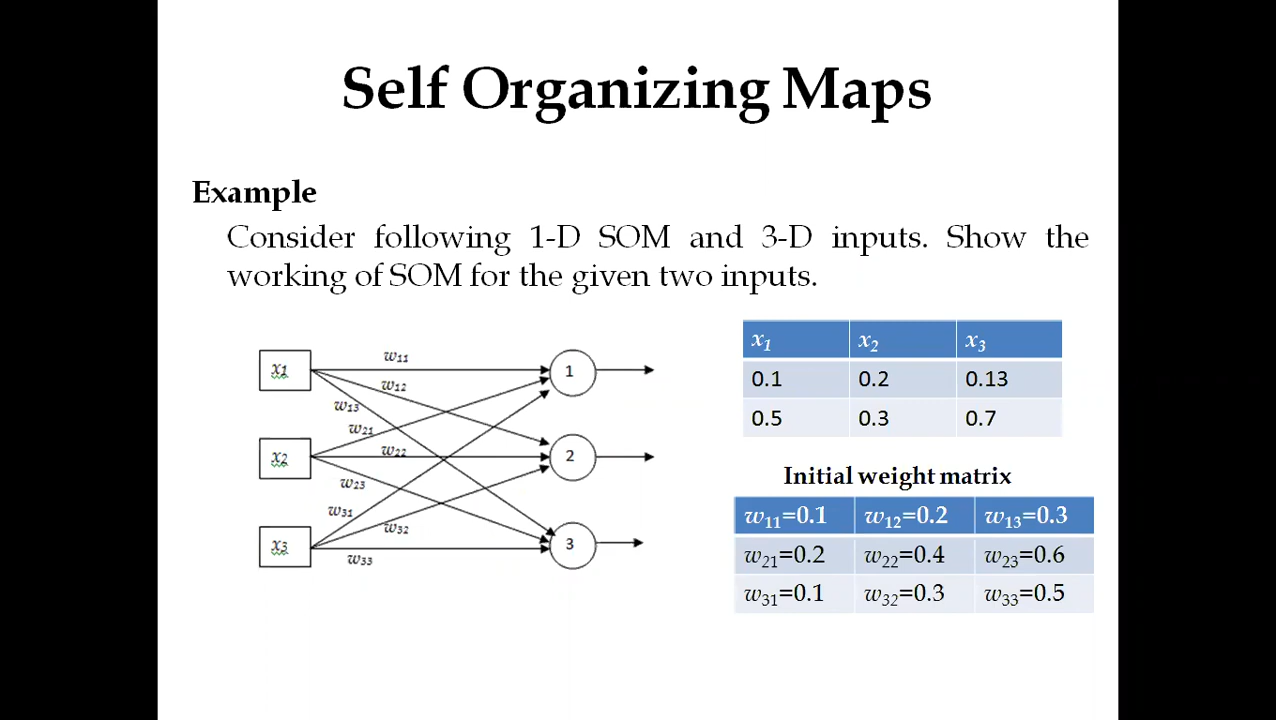 Self Organizing Maps
Example
Consider following 1-D SOM and 3-D inputs. Show the
working of SOM for the given two inputs.
x1
x2
x3
w11
w12
w13
w21
w22
w23
w31
w32
w33
1
2
3
x1 x2 x3
0.1 0.2 0.13
0.5 0.3 0.7
Initial weight matrix
w11=0.1 w12=0.2 w13=0.3
w21=0.2 w22=0.4 w23=0.6
w31=0.1 w32=0.3 w33=0.5